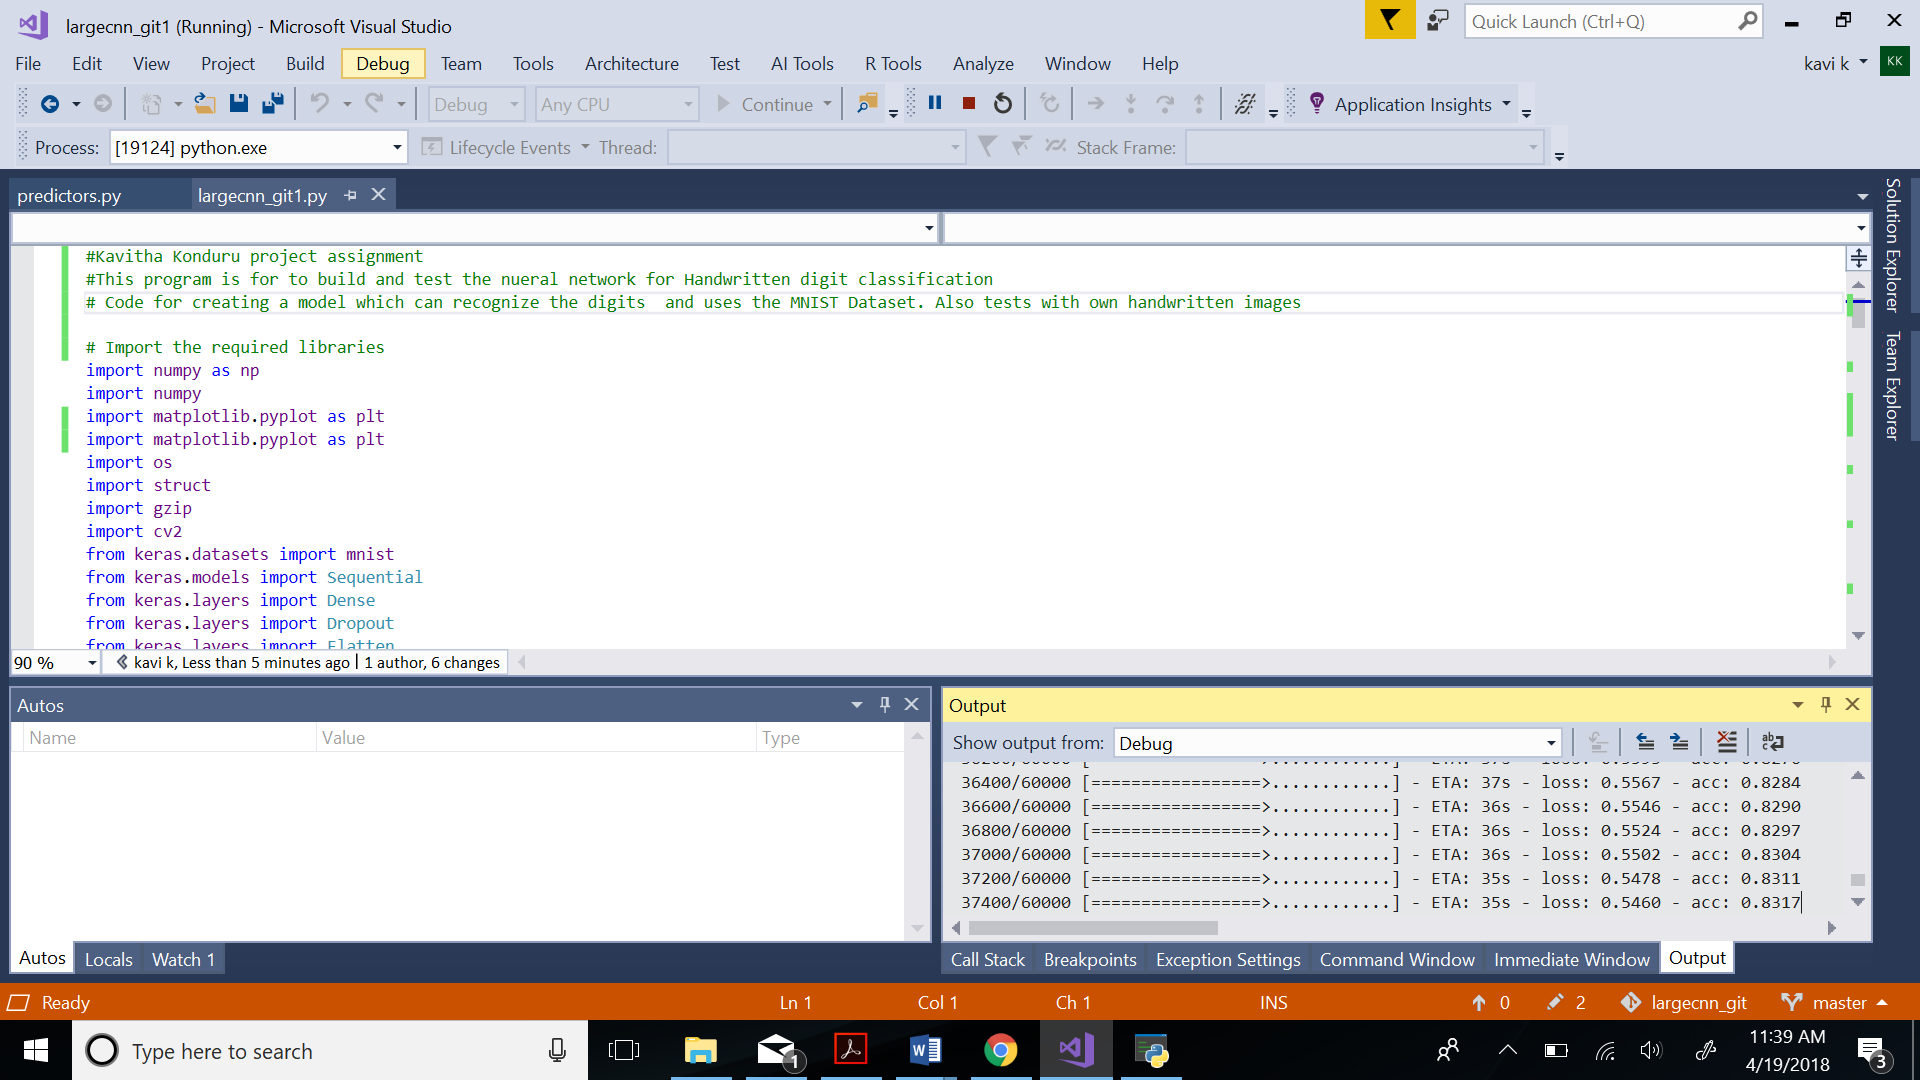 largecnn_git1 (Running) - Microsoft Visual Studio
Quick Launch (Ctrl+Q)
File Edit View Project Build Debug Team Tools Architecture Test AI Tools R Tools Analyze Window Help
kavi k KK
Debug Any CPU Continue Application Insights
Process: [19124] python.exe Lifecycle Events Thread: Stack Frame:
predictors.py largecnn_git1.py
Solution Explorer
Team Explorer
#Kavitha Konduru project assignment
#This program is for to build and test the nueral network for Handwritten digit classification
# Code for creating a model which can recognize the digits  and uses the MNIST Dataset. Also tests with own handwritten images
# Import the required libraries
import numpy as np
import numpy
import matplotlib.pyplot as plt
import matplotlib.pyplot as plt
import os
import struct
import gzip
import cv2
from keras.datasets import mnist
from keras.models import Sequential
from keras.layers import Dense
from keras.layers import Dropout
from keras.layers import Flatten
90 % kavi k, Less than 5 minutes ago | 1 author, 6 changes
Autos
Name Value Type
Autos Locals Watch 1
Output
Show output from: Debug
36400/60000 [=================>............] - ETA: 37s - loss: 0.5567 - acc: 0.8284
36600/60000 [=================>............] - ETA: 36s - loss: 0.5546 - acc: 0.8290
36800/60000 [=================>............] - ETA: 36s - loss: 0.5524 - acc: 0.8297
37000/60000 [=================>............] - ETA: 36s - loss: 0.5502 - acc: 0.8304
37200/60000 [=================>............] - ETA: 35s - loss: 0.5478 - acc: 0.8311
37400/60000 [=================>............] - ETA: 35s - loss: 0.5460 - acc: 0.8317
Call Stack Breakpoints Exception Settings Command Window Immediate Window Output
Ready Ln 1 Col 1 Ch 1 INS 0 2 largecnn_git master
Type here to search
1
11:39 AM
4/19/2018
3